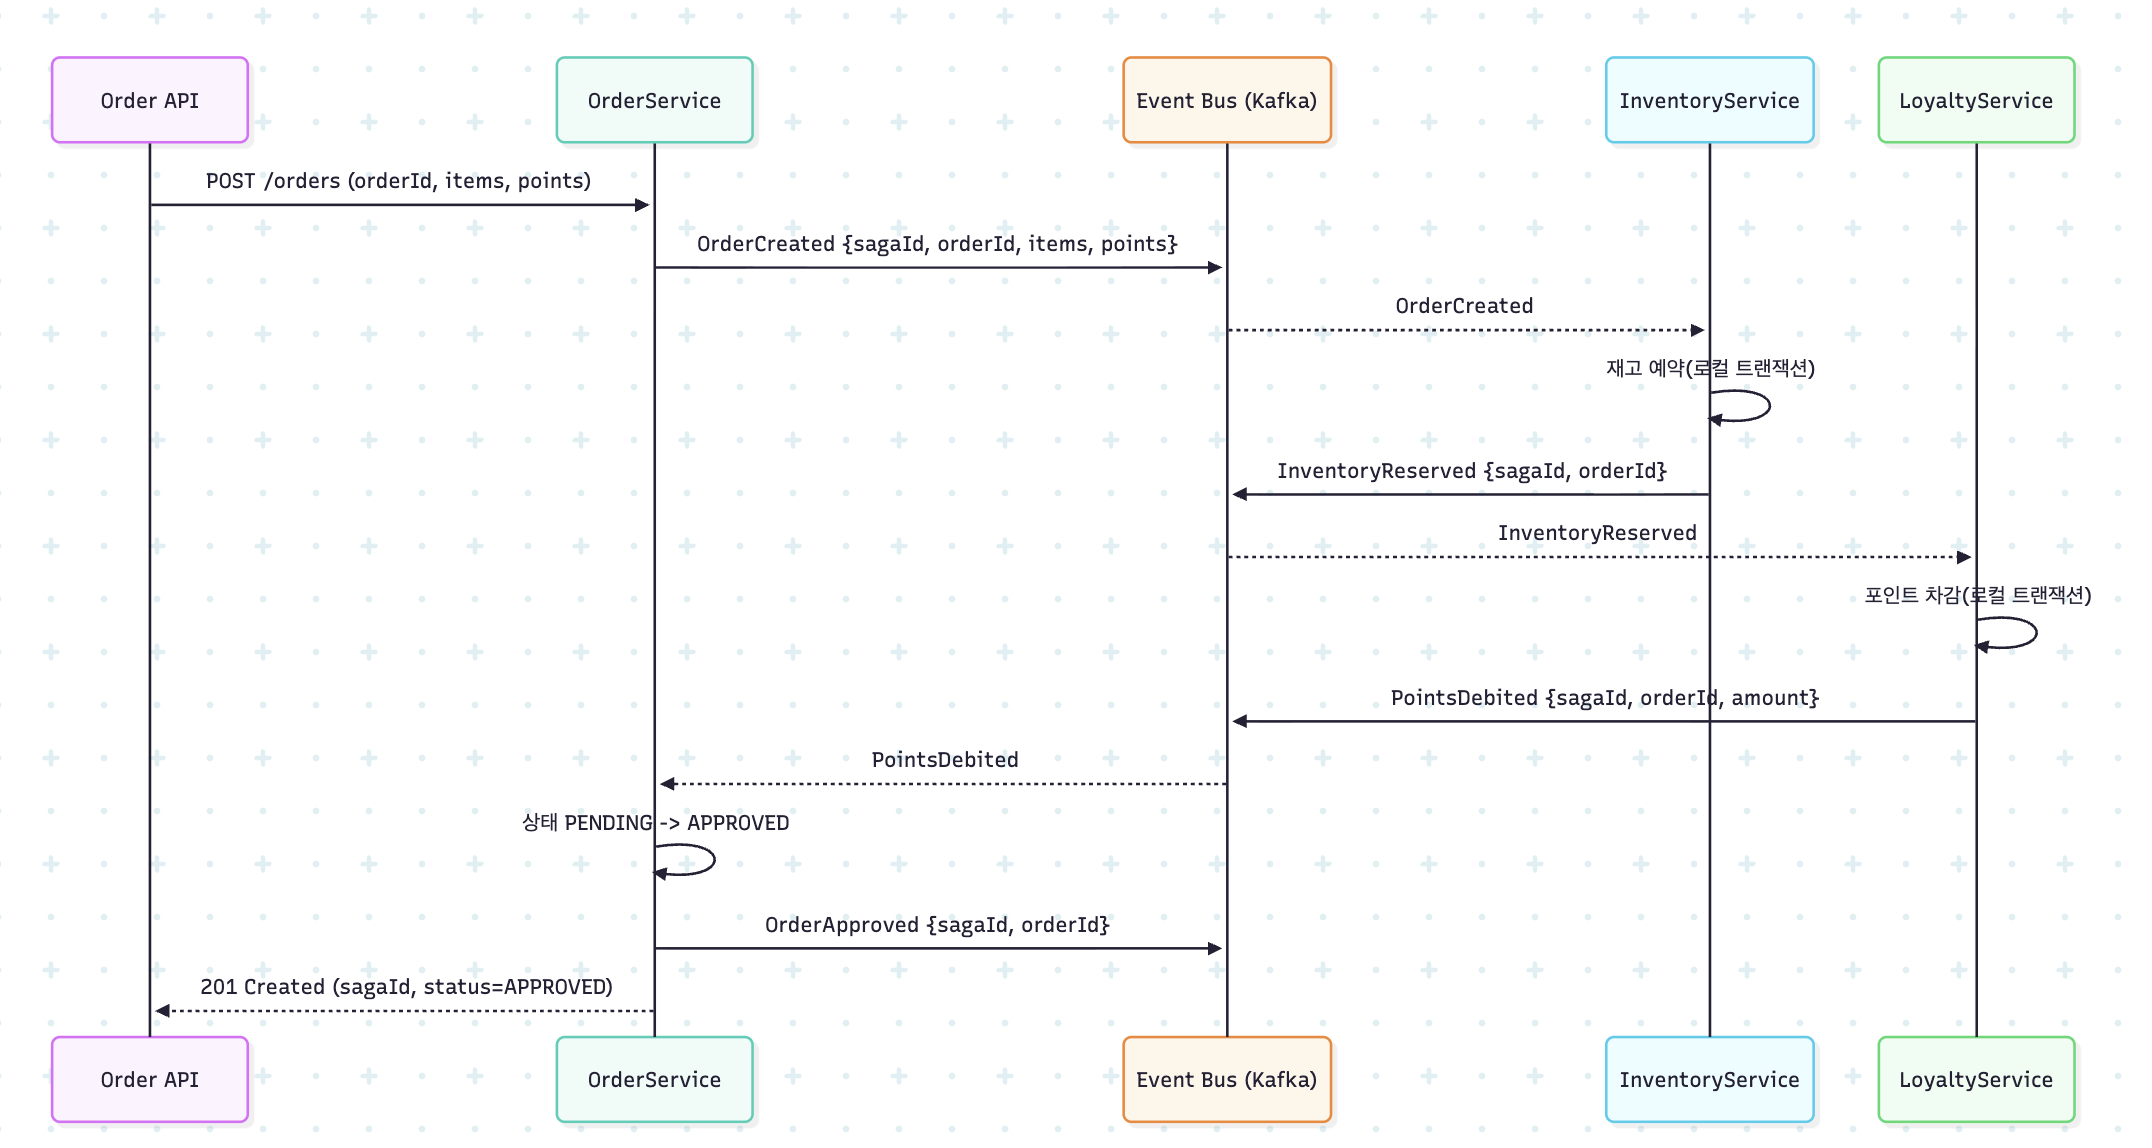 Order API
OrderService
Event Bus (Kafka)
InventoryService
LoyaltyService
POST /orders (orderId, items, points)
OrderCreated {sagaId, orderId, items, points}
OrderCreated
재고 예약(로컬 트랜잭션)
InventoryReserved {sagaId, orderId}
InventoryReserved
포인트 차감(로컬 트랜잭션)
PointsDebited {sagaId, orderId, amount}
PointsDebited
상태 PENDING -> APPROVED
OrderApproved {sagaId, orderId}
201 Created (sagaId, status=APPROVED)
Order API
OrderService
Event Bus (Kafka)
InventoryService
LoyaltyService